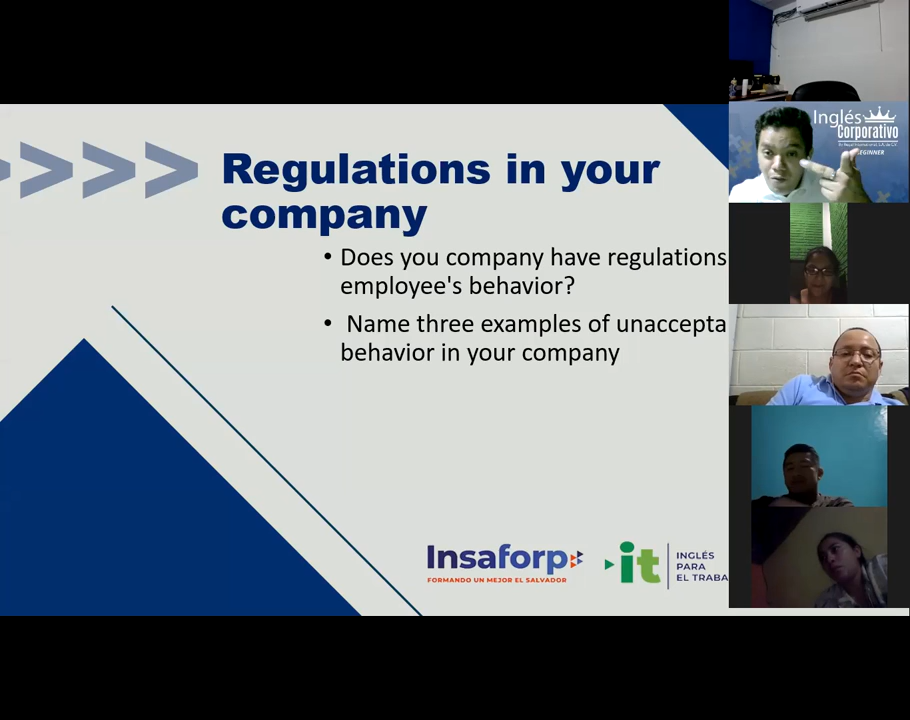 Regulations in your
company
• Does you company have regulations
employee's behavior?
• Name three examples of unaccepta
behavior in your company
Insaforp
FORMANDO UN MEJOR EL SALVADOR
it
INGLÉS
PARA
EL TRABA
Inglés
Corporativo